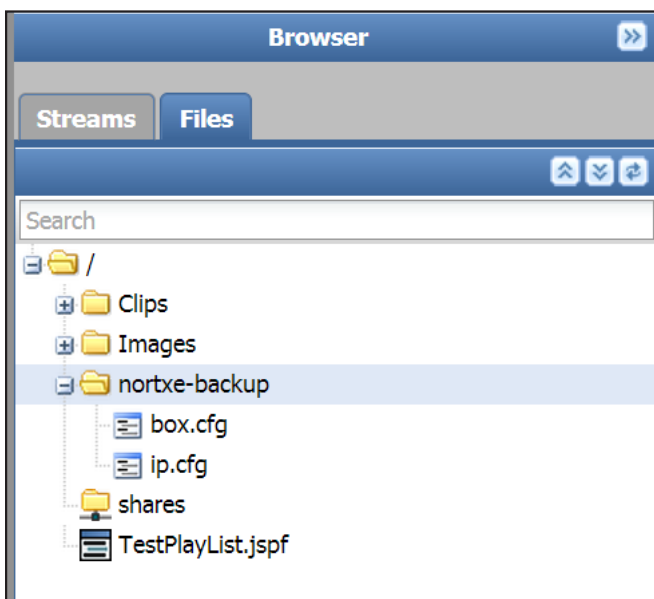 Browser
Streams Files
Search
/
Clips
Images
nortxe-backup
box.cfg
ip.cfg
shares
TestPlayList.jspf